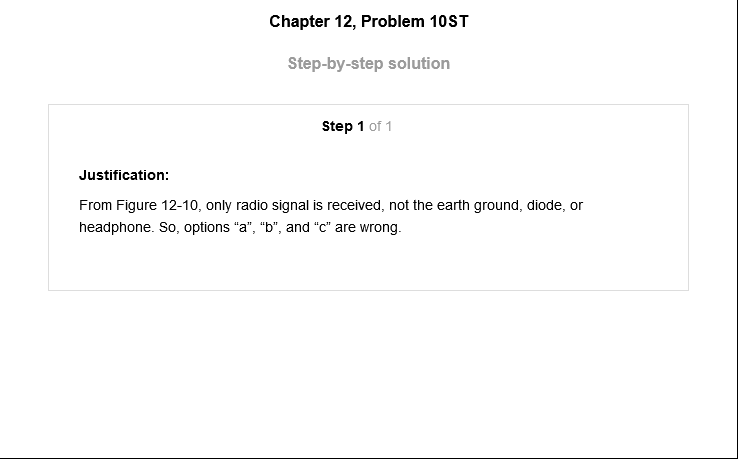 Chapter 12, Problem 10ST
Step-by-step solution
Step 1 of 1
Justification:
From Figure 12-10, only radio signal is received, not the earth ground, diode, or
headphone. So, options “a”, “b”, and “c” are wrong.